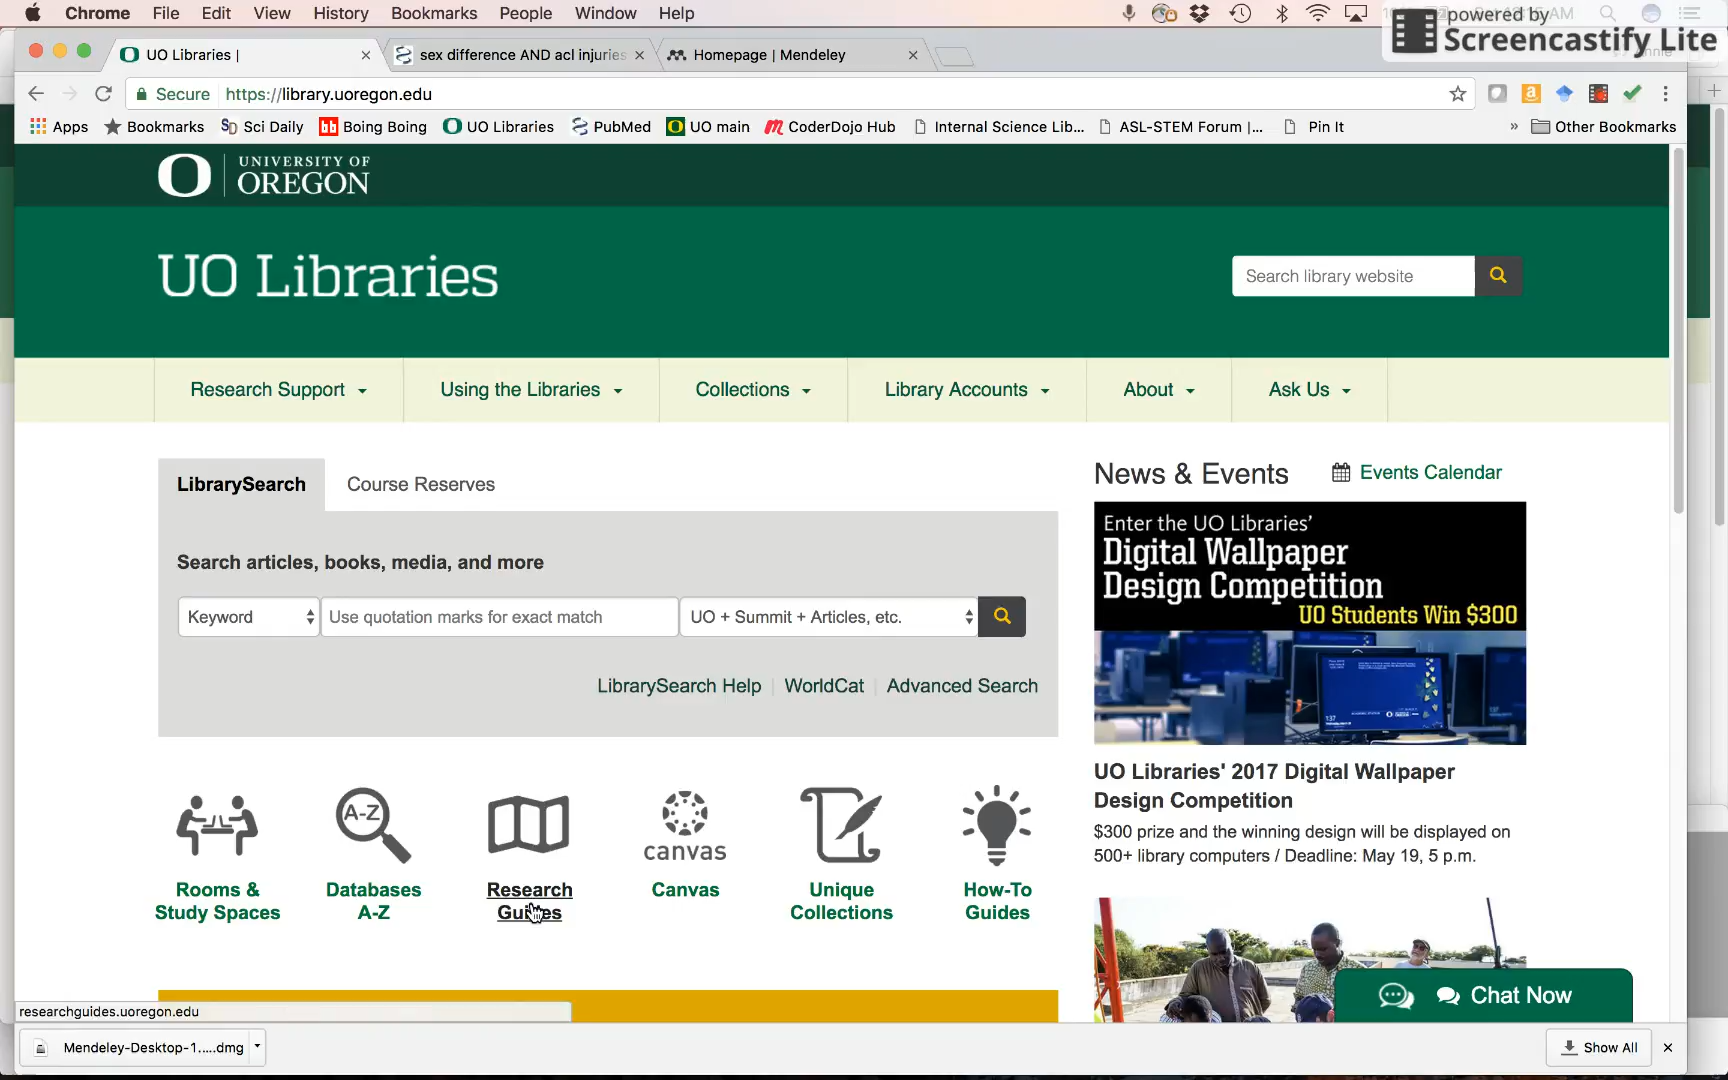 Chrome File Edit View History Bookmarks People Window Help
powered by
Screencastify Lite
UO Libraries |
sex difference AND acl injuries
Homepage | Mendeley
Secure https://library.uoregon.edu
Apps Bookmarks Sci Daily Boing Boing UO Libraries PubMed UO main CoderDojo Hub Internal Science Lib... ASL-STEM Forum |... Pin It » Other Bookmarks
UNIVERSITY OF
OREGON
UO Libraries
Search library website
Research Support Using the Libraries Collections Library Accounts About Ask Us
LibrarySearch Course Reserves
Search articles, books, media, and more
Keyword Use quotation marks for exact match UO + Summit + Articles, etc.
LibrarySearch Help WorldCat Advanced Search
A-Z
canvas
Rooms &
Study Spaces
Databases
A-Z
Research
Guides
Canvas
Unique
Collections
How-To
Guides
News & Events Events Calendar
Enter the UO Libraries'
Digital Wallpaper
Design Competition
UO Students Win $300
UO Libraries' 2017 Digital Wallpaper
Design Competition
$300 prize and the winning design will be displayed on
500+ library computers / Deadline: May 19, 5 p.m.
Chat Now
researchguides.uoregon.edu
Mendeley-Desktop-1.....dmg
Show All